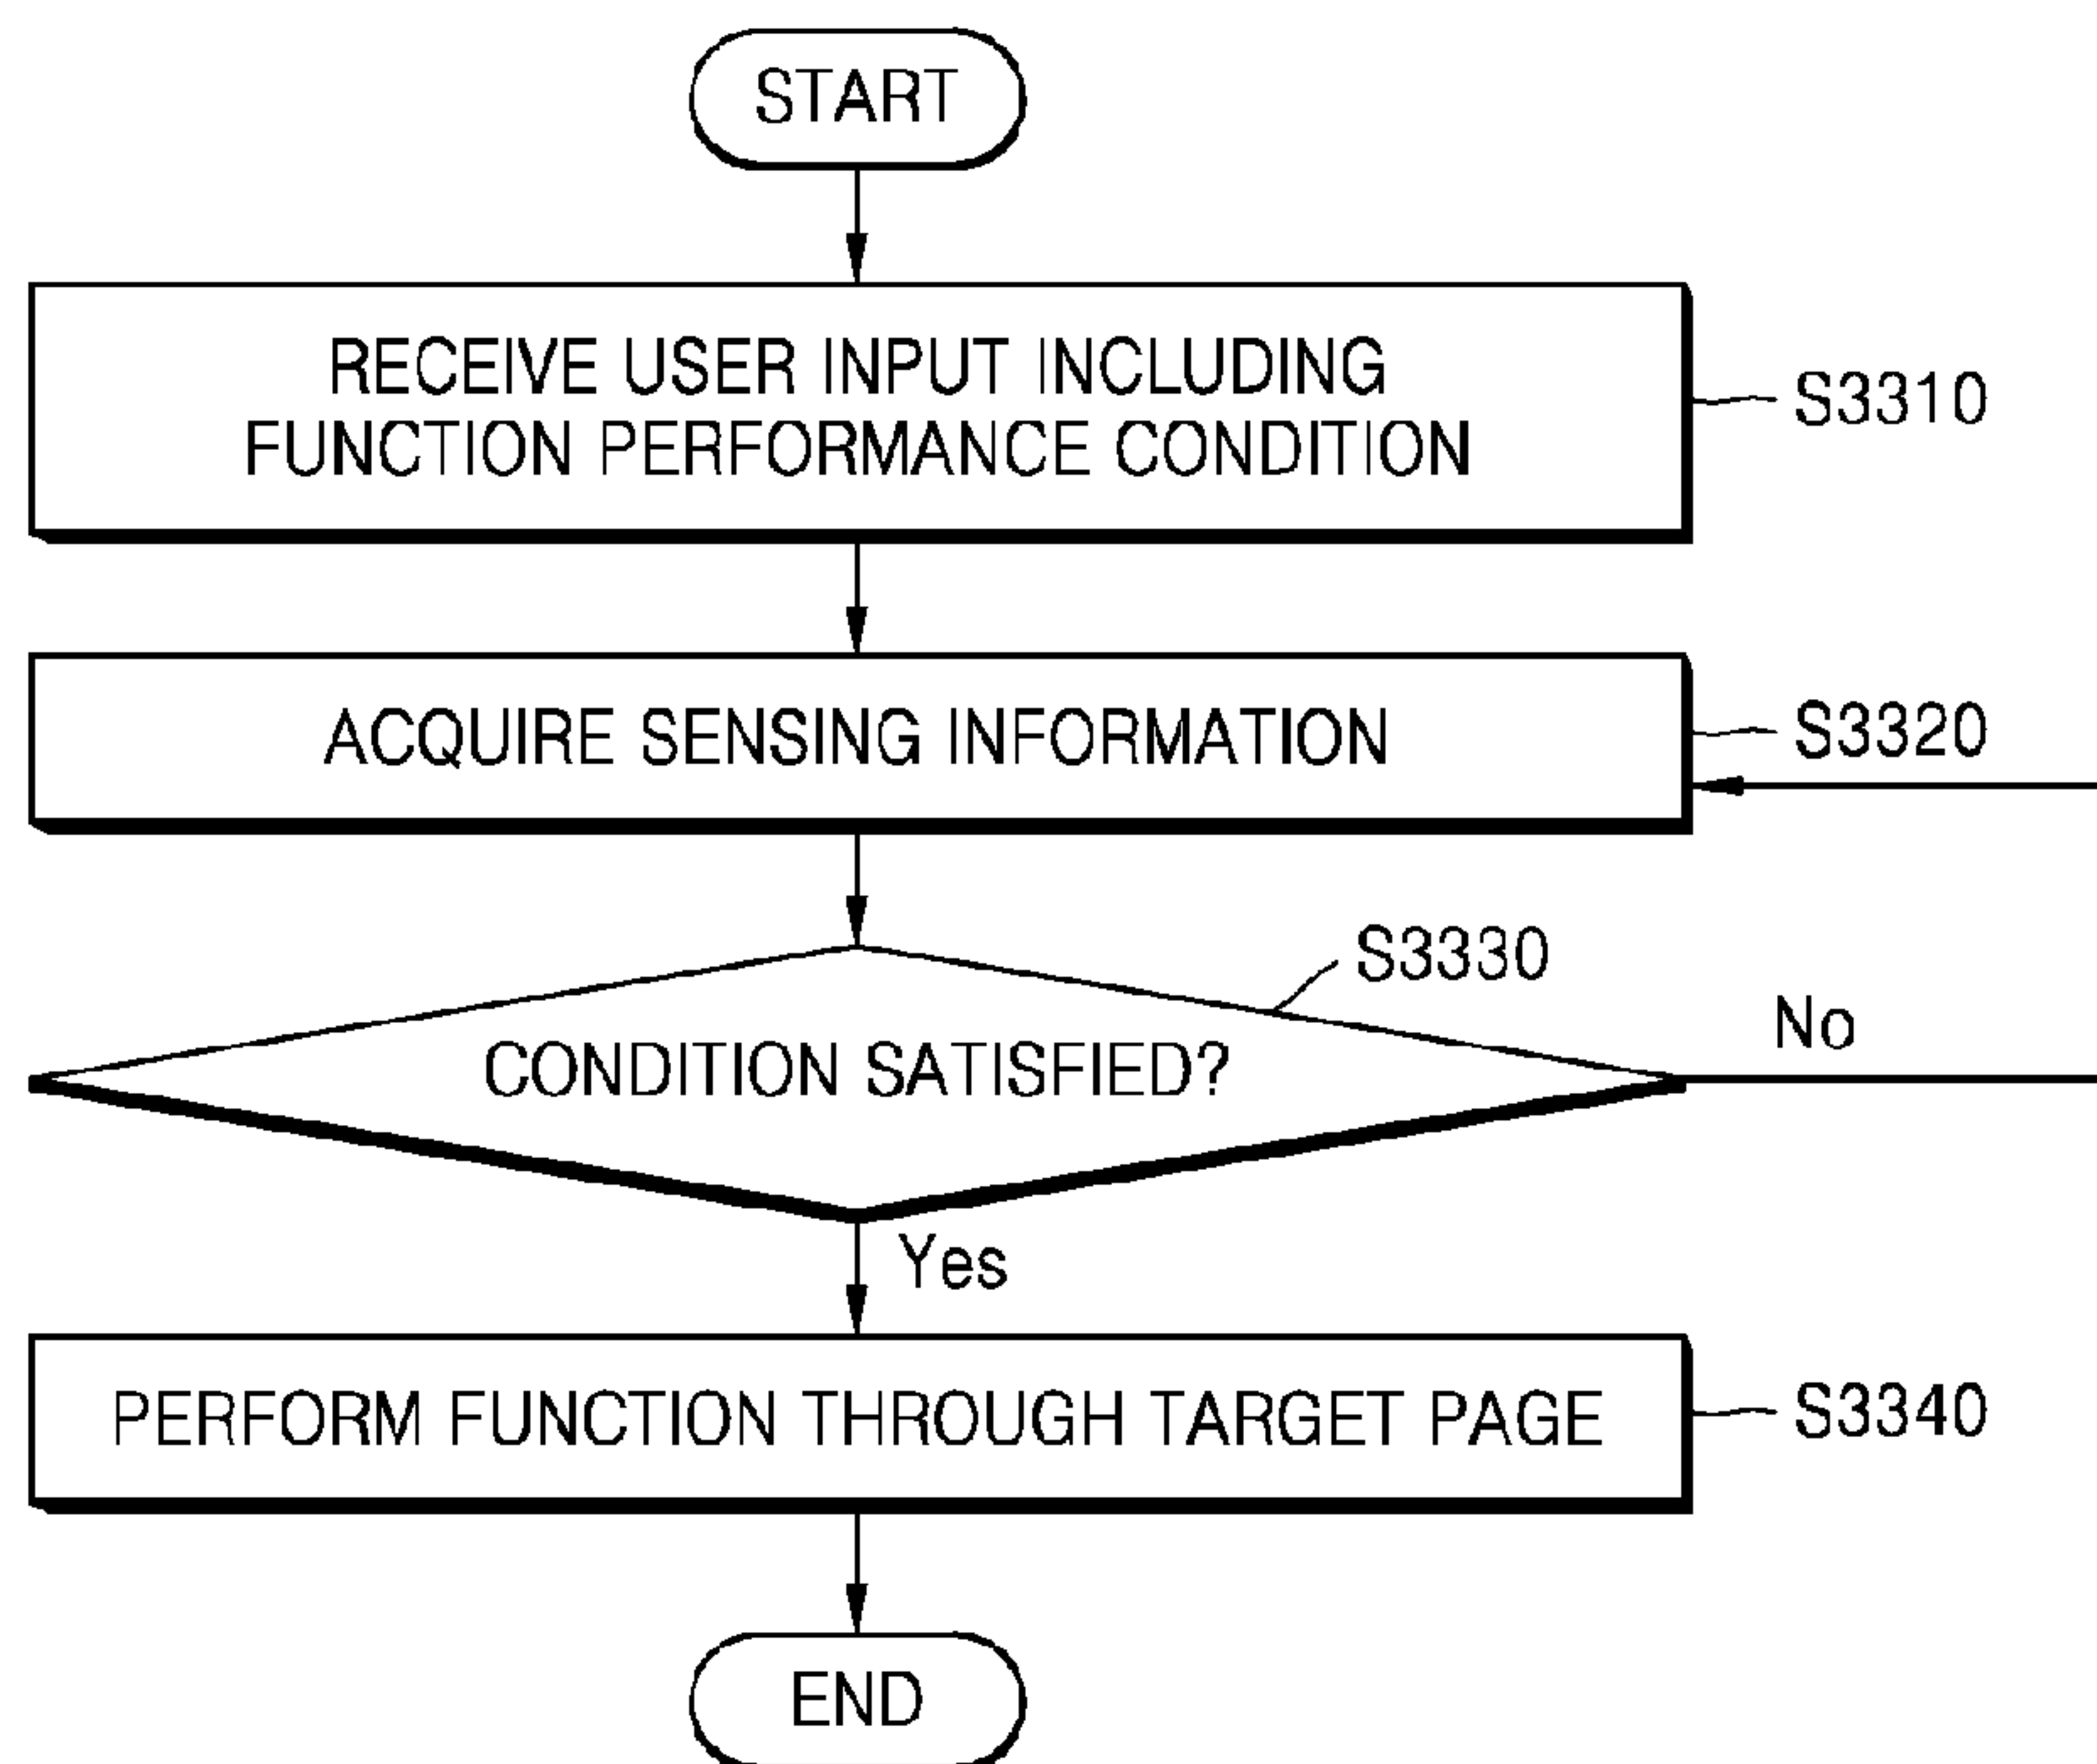 START
RECEIVE USER INPUT INCLUDING
FUNCTION PERFORMANCE CONDITION
S3310
ACQUIRE SENSING INFORMATION
S3320
S3330
CONDITION SATISFIED?
No
Yes
PERFORM FUNCTION THROUGH TARGET PAGE
S3340
END